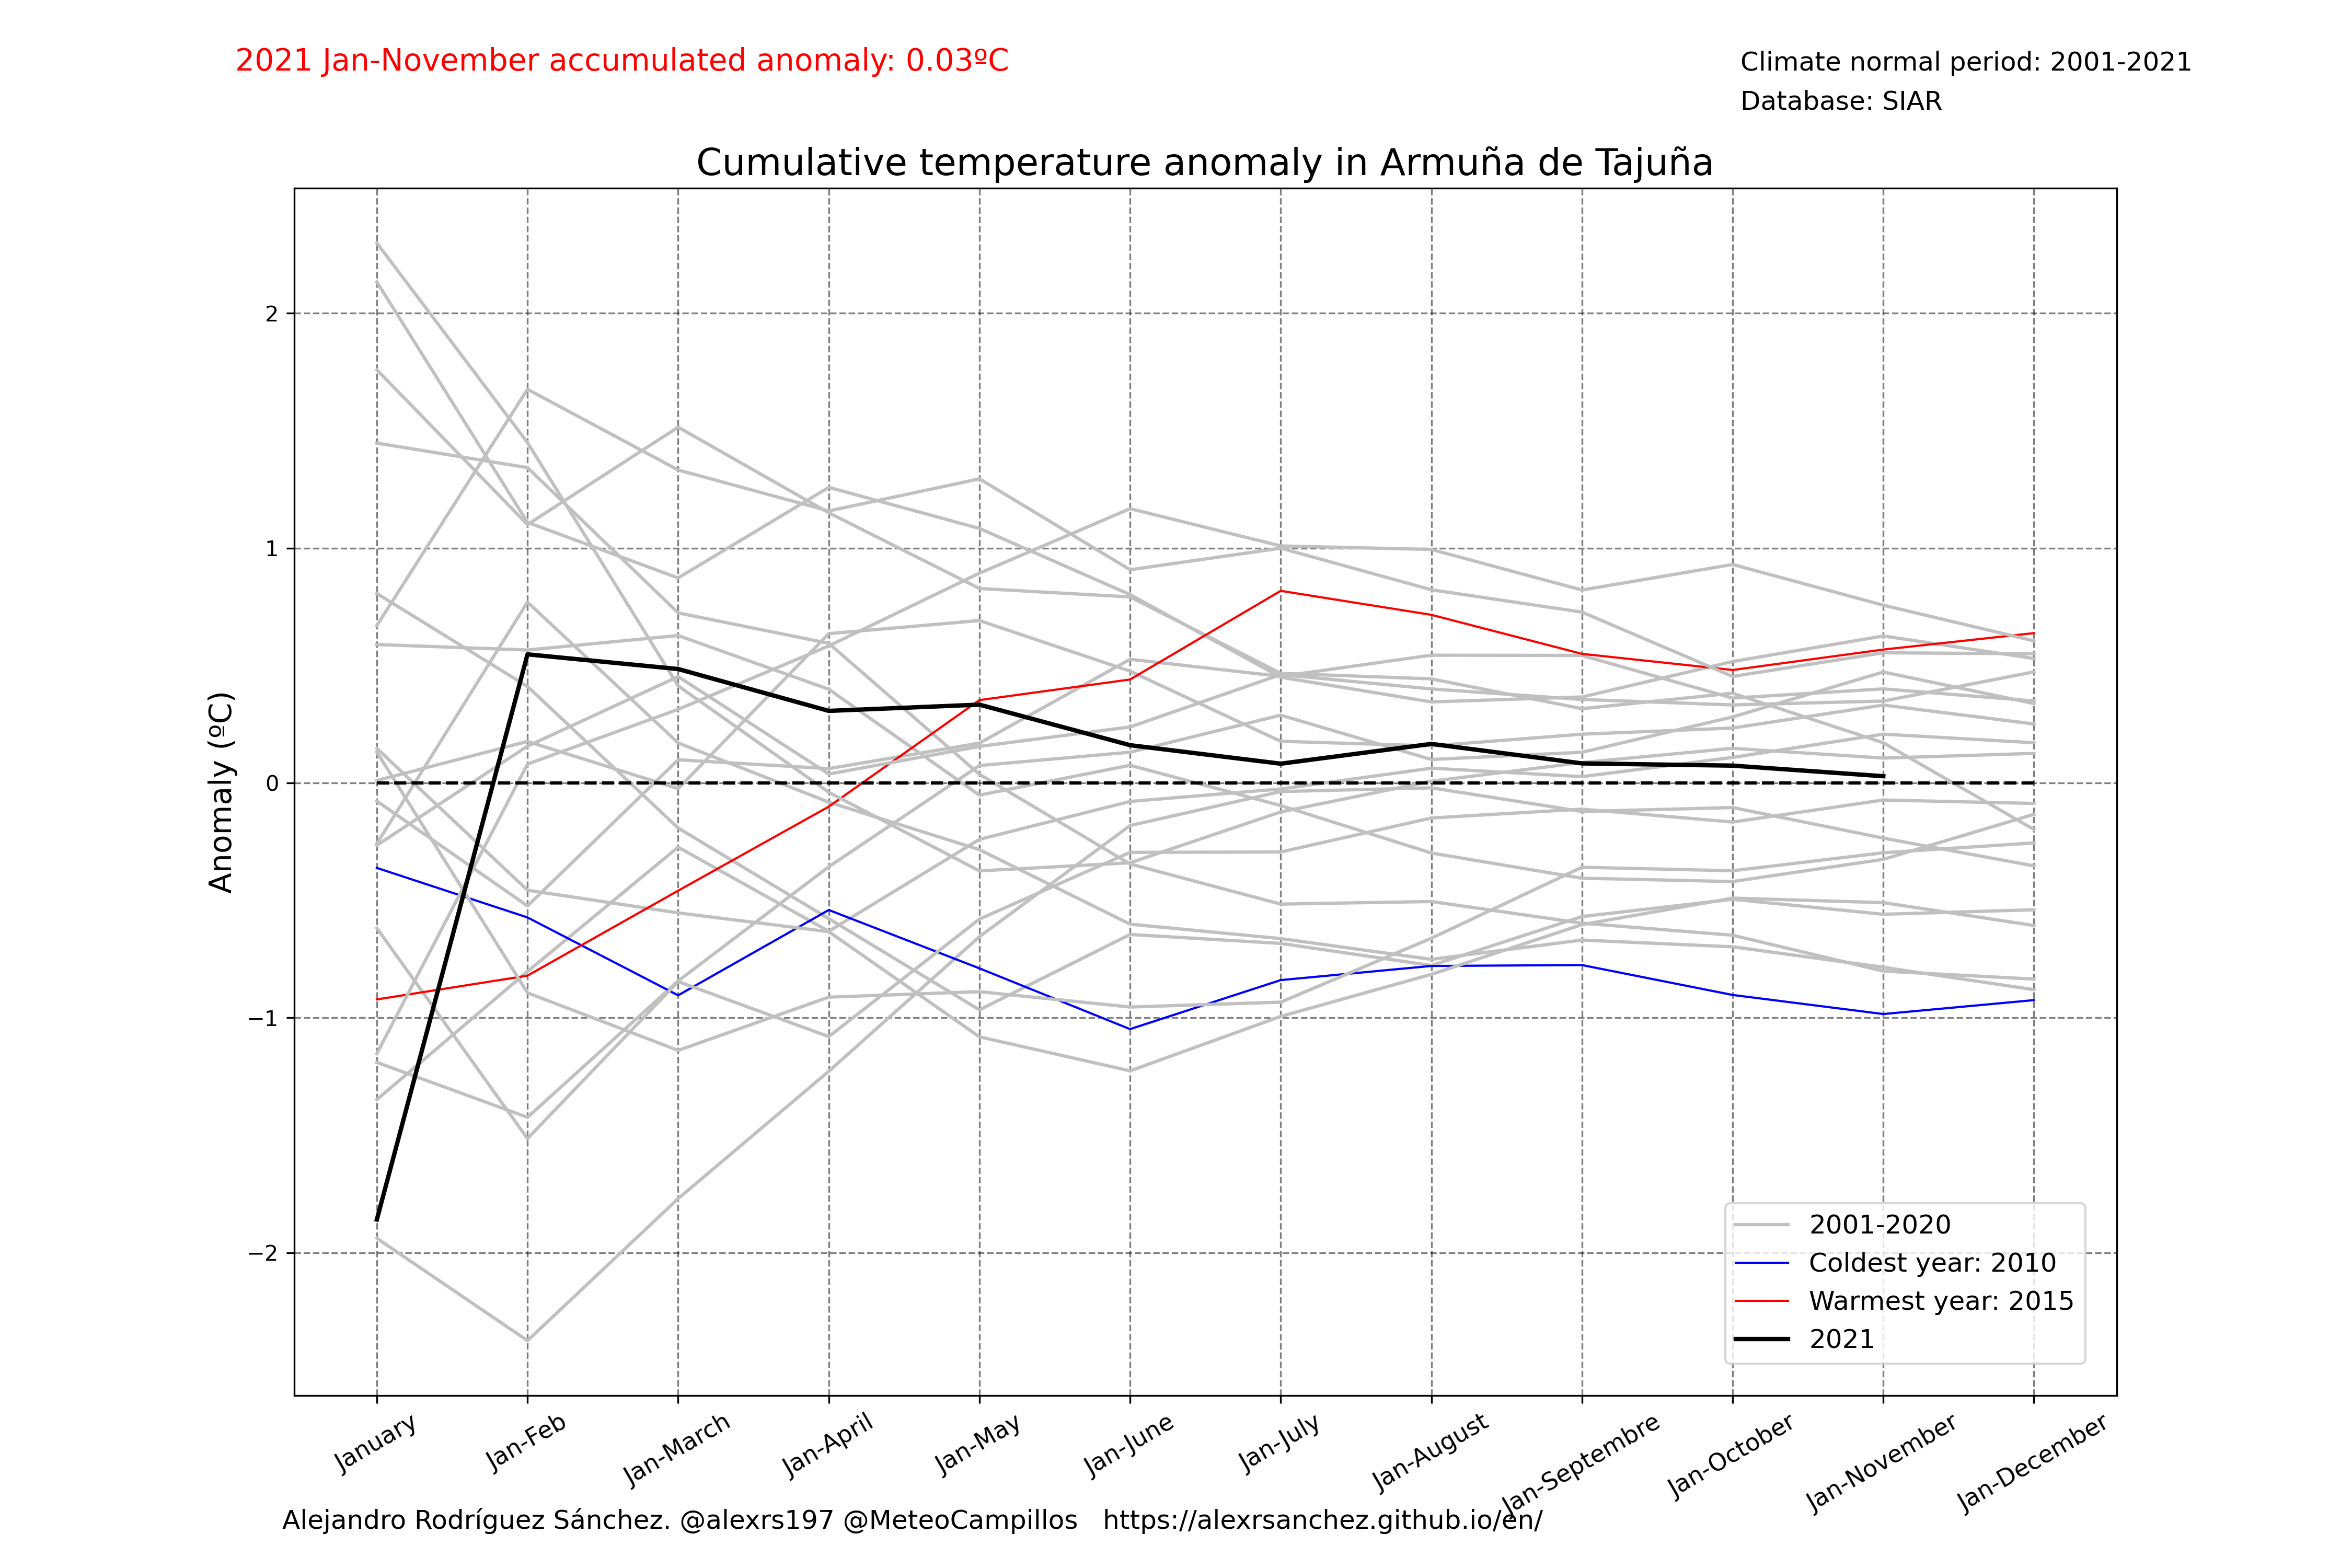 2021 Jan-November accumulated anomaly: 0.03ºC
Climate normal period: 2001-2021
Database: SIAR
Cumulative temperature anomaly in Armuña de Tajuña
Anomaly (ºC)
2
1
0
−1
−2
2001-2020
Coldest year: 2010
Warmest year: 2015
2021
January
Jan-Feb
Jan-March
Jan-April
Jan-May
Jan-June
Jan-July
Jan-August
Jan-Septembre
Jan-October
Jan-November
Jan-December
Alejandro Rodríguez Sánchez. @alexrs197 @MeteoCampillos https://alexrsanchez.github.io/en/